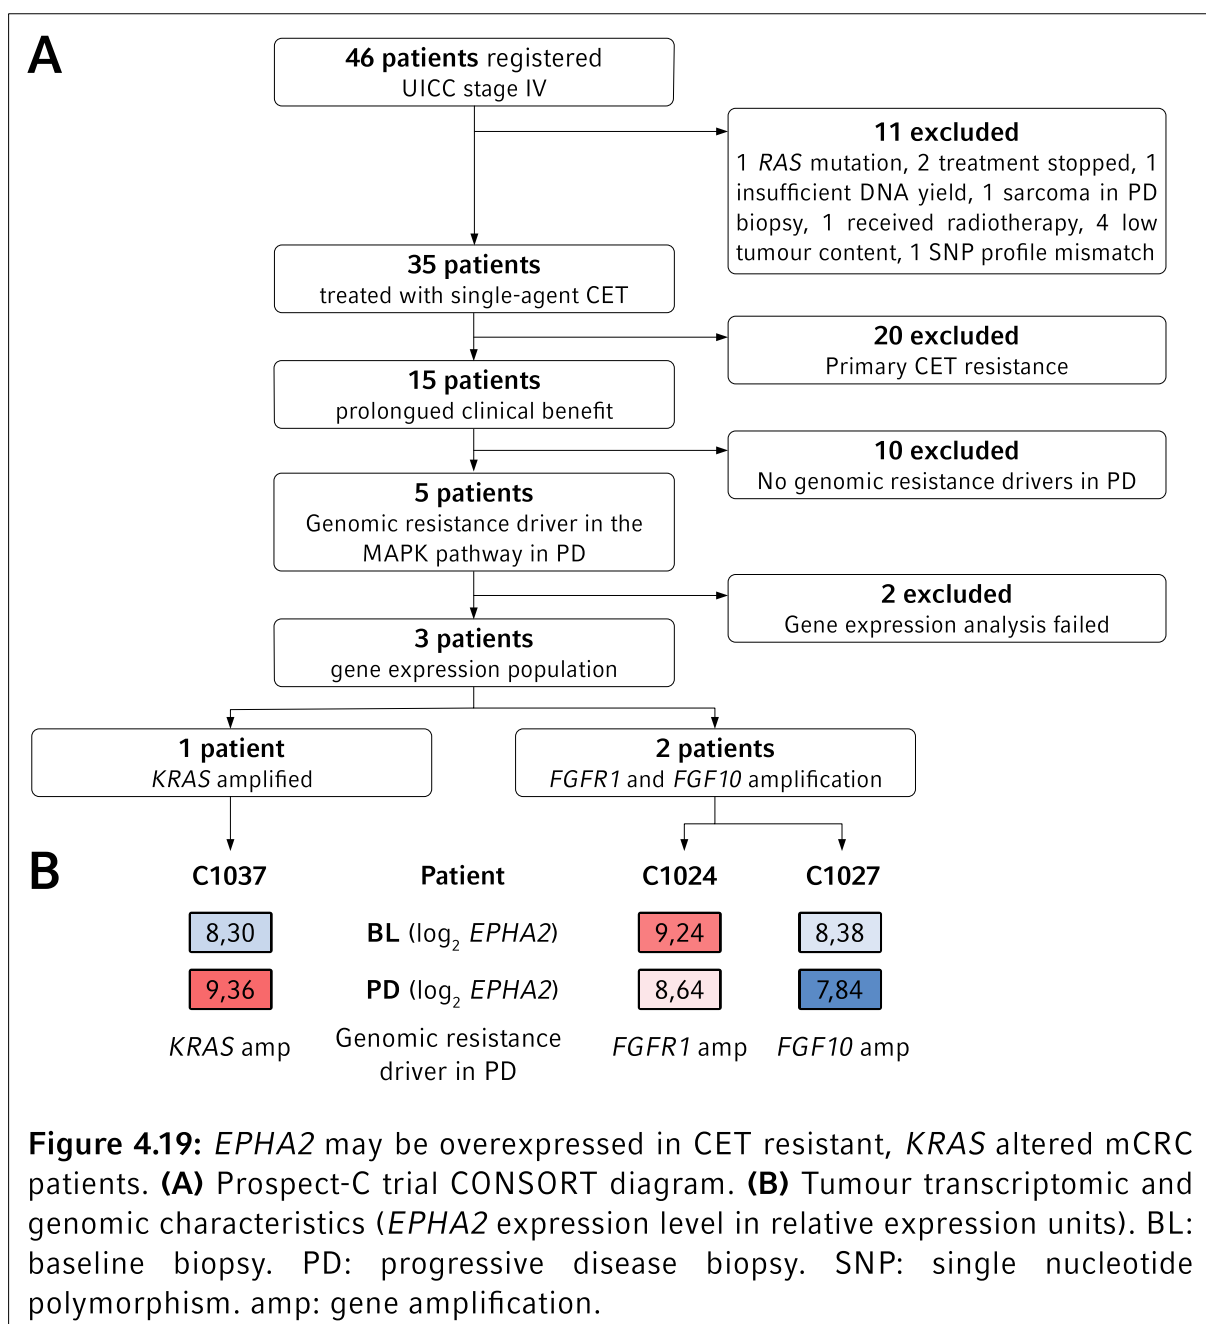 A
46 patients registered
UICC stage IV
11 excluded
1 RAS mutation, 2 treatment stopped, 1
insufficient DNA yield, 1 sarcoma in PD
biopsy, 1 received radiotherapy, 4 low
tumour content, 1 SNP profile mismatch
35 patients
treated with single-agent CET
20 excluded
Primary CET resistance
15 patients
prolongued clinical benefit
10 excluded
No genomic resistance drivers in PD
5 patients
Genomic resistance driver in the
MAPK pathway in PD
2 excluded
Gene expression analysis failed
3 patients
gene expression population
1 patient
KRAS amplified
2 patients
FGFR1 and FGF10 amplification
B
C1037 Patient C1024 C1027
8,30 BL (log₂ EPHA2) 9,24 8,38
9,36 PD (log₂ EPHA2) 8,64 7,84
KRAS amp Genomic resistance FGFR1 amp FGF10 amp
driver in PD
Figure 4.19: EPHA2 may be overexpressed in CET resistant, KRAS altered mCRC
patients. (A) Prospect-C trial CONSORT diagram. (B) Tumour transcriptomic and
genomic characteristics (EPHA2 expression level in relative expression units). BL:
baseline biopsy. PD: progressive disease biopsy. SNP: single nucleotide
polymorphism. amp: gene amplification.